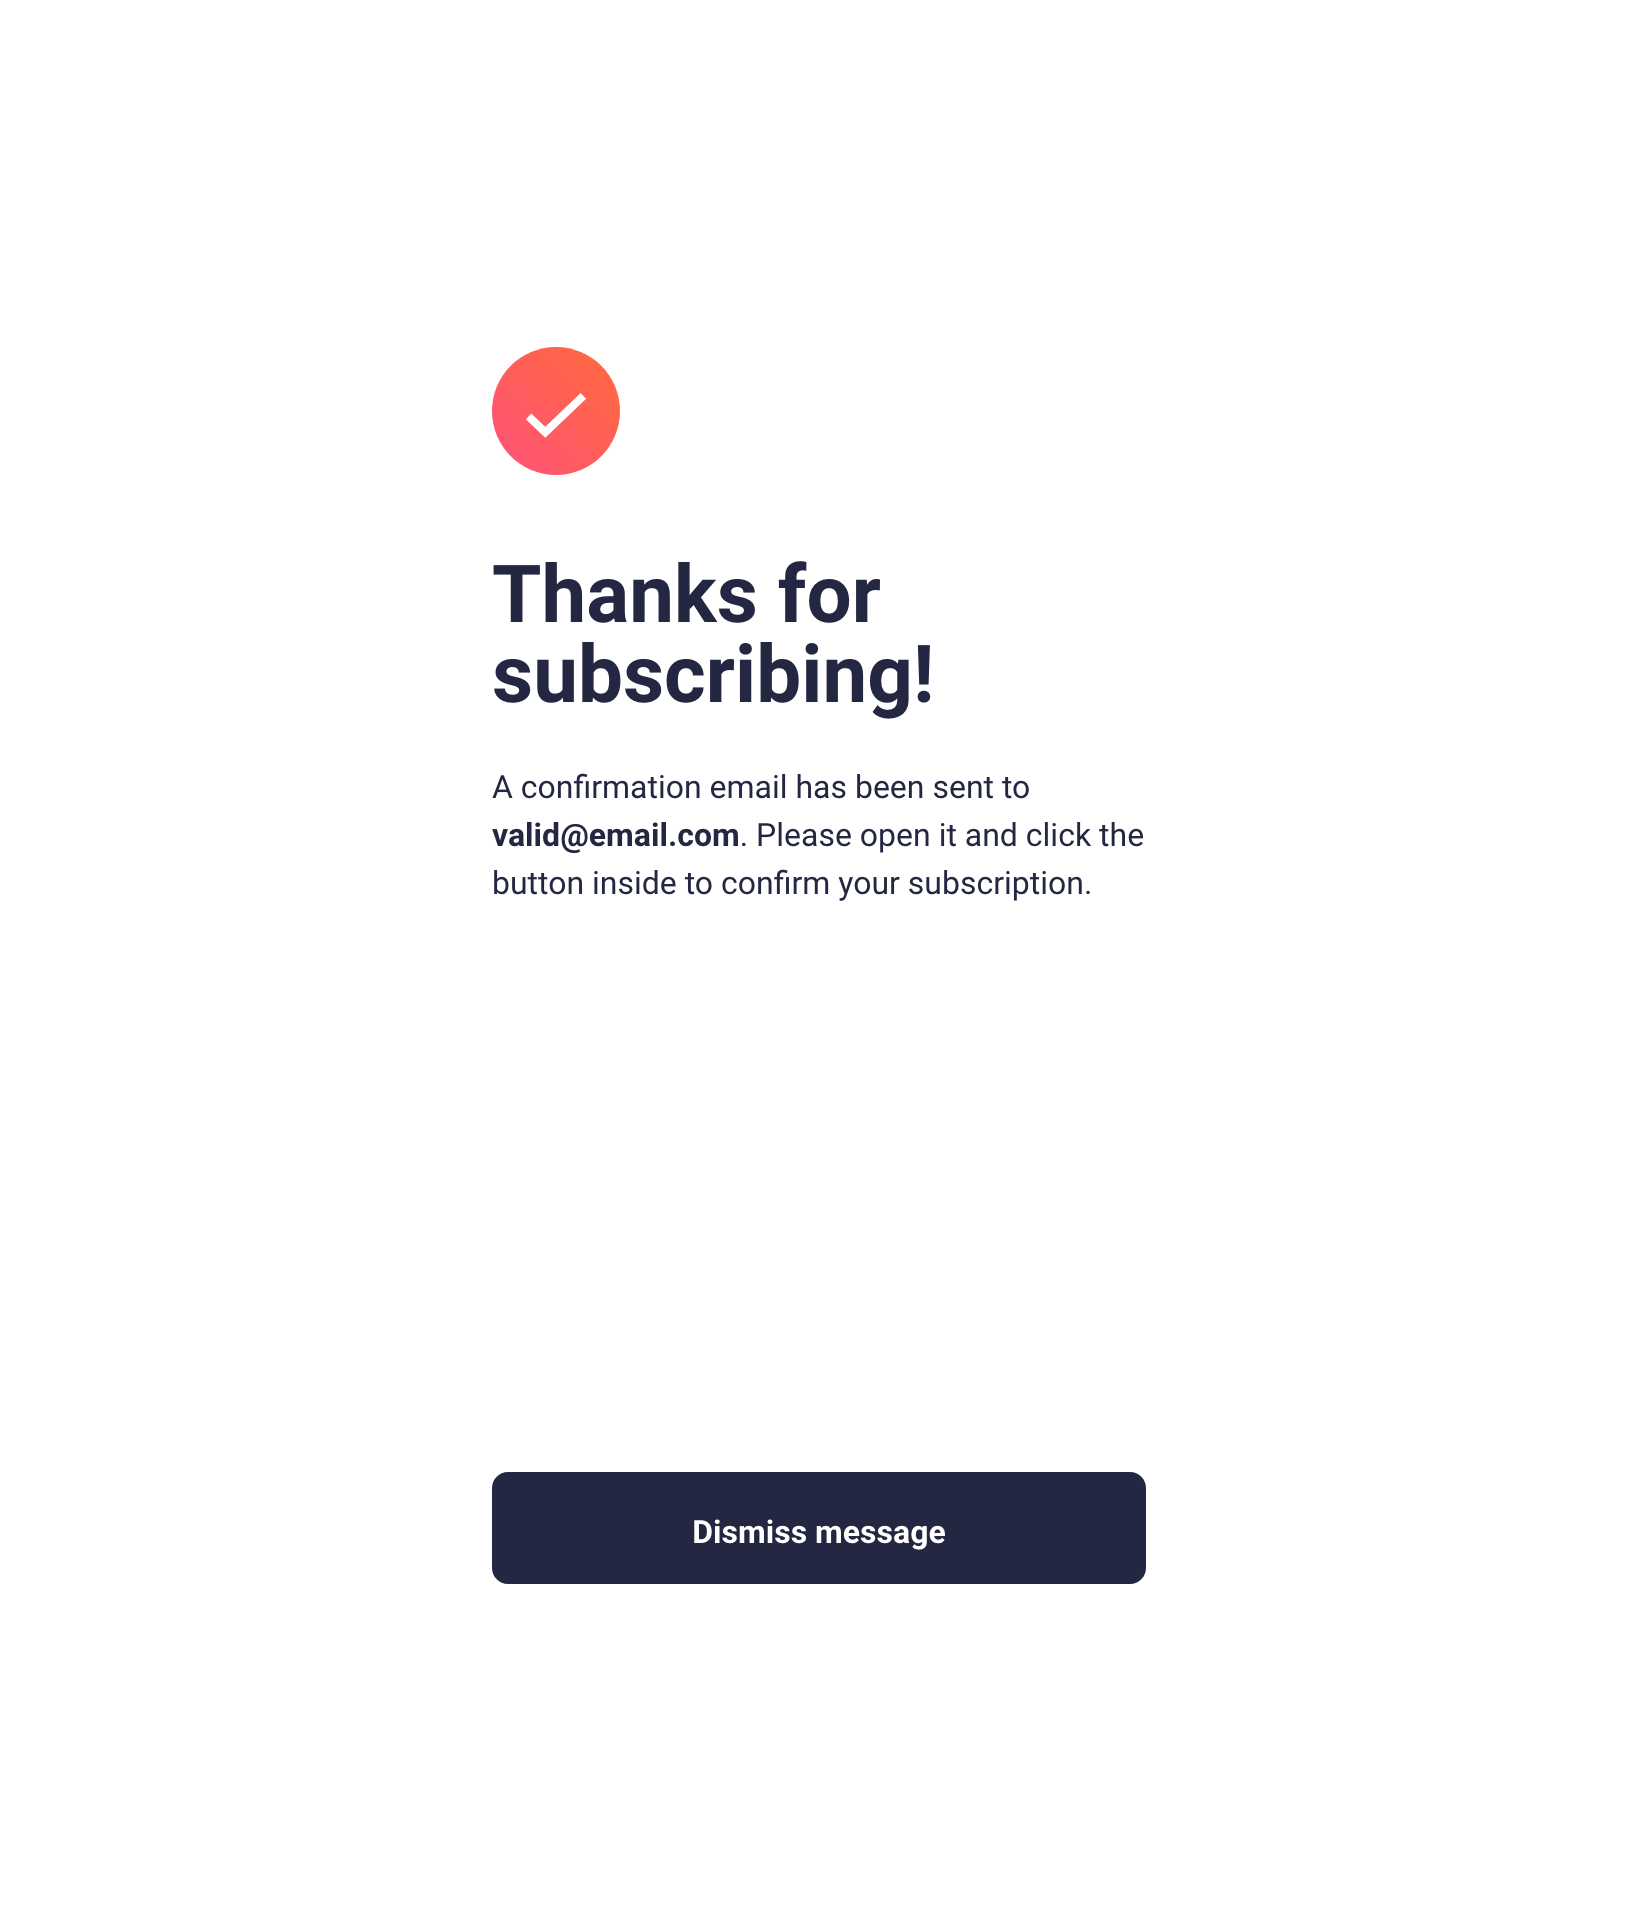 Thanks for
subscribing!
A confirmation email has been sent to
valid@email.com. Please open it and click the
button inside to confirm your subscription.
Dismiss message